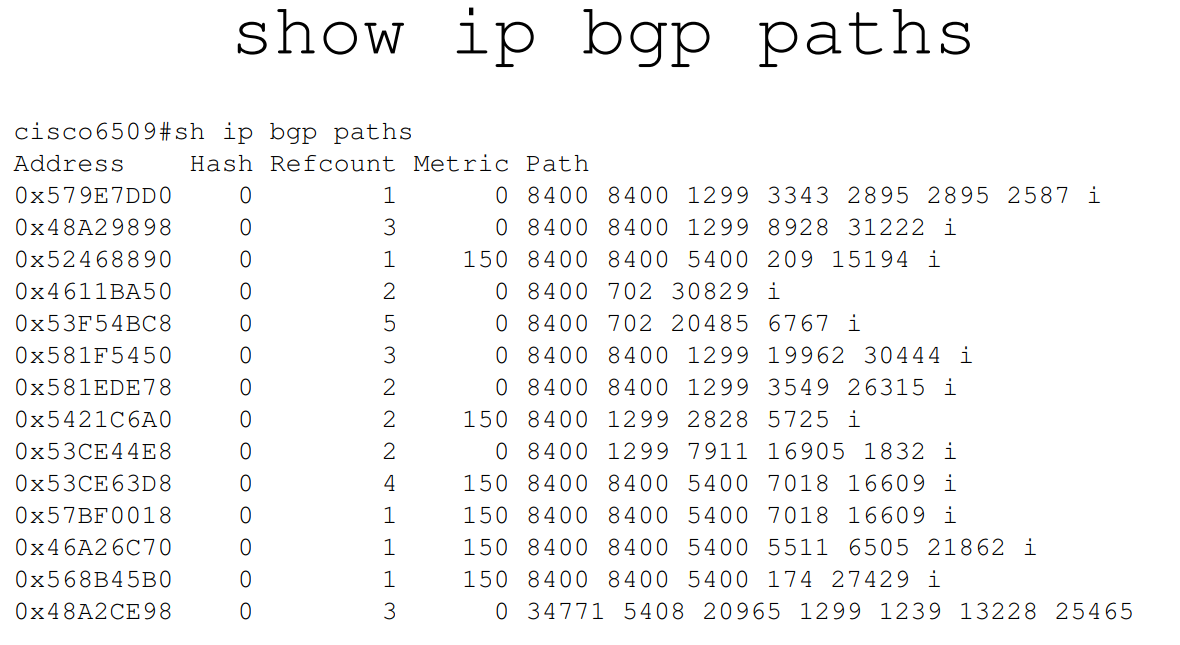 show ip bgp paths
cisco6509#sh ip bgp paths
Address    Hash Refcount Metric Path
0x579E7DD0    0        1      0 8400 8400 1299 3343 2895 2895 2587 i
0x48A29898    0        3      0 8400 8400 1299 8928 31222 i
0x52468890    0        1    150 8400 8400 5400 209 15194 i
0x4611BA50    0        2      0 8400 702 30829 i
0x53F54BC8    0        5      0 8400 702 20485 6767 i
0x581F5450    0        3      0 8400 8400 1299 19962 30444 i
0x581EDE78    0        2      0 8400 8400 1299 3549 26315 i
0x5421C6A0    0        2    150 8400 1299 2828 5725 i
0x53CE44E8    0        2      0 8400 1299 7911 16905 1832 i
0x53CE63D8    0        4    150 8400 8400 5400 7018 16609 i
0x57BF0018    0        1    150 8400 8400 5400 7018 16609 i
0x46A26C70    0        1    150 8400 8400 5400 5511 6505 21862 i
0x568B45B0    0        1    150 8400 8400 5400 174 27429 i
0x48A2CE98    0        3      0 34771 5408 20965 1299 1239 13228 25465